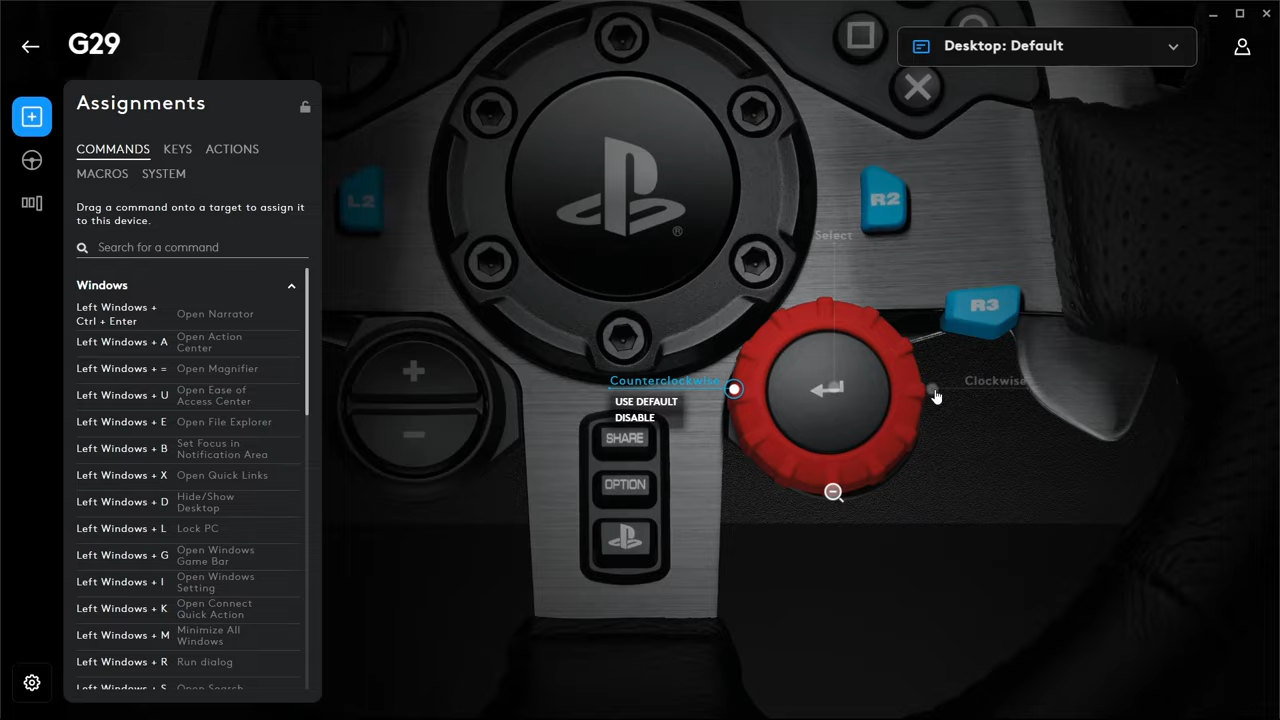 G29
Desktop: Default
Assignments
COMMANDS KEYS ACTIONS
MACROS SYSTEM
Drag a command onto a target to assign it
to this device.
Search for a command
Windows
Left Windows +
Ctrl + Enter
Open Narrator
Left Windows + A
Open Action
Center
Left Windows + =
Open Magnifier
Left Windows + U
Open Ease of
Access Center
Left Windows + E
Open File Explorer
Left Windows + B
Set Focus in
Notification Area
Left Windows + X
Open Quick Links
Left Windows + D
Hide/Show
Desktop
Left Windows + L
Lock PC
Left Windows + G
Open Windows
Game Bar
Left Windows + I
Open Windows
Setting
Left Windows + K
Open Connect
Quick Action
Left Windows + M
Minimize All
Windows
Left Windows + R
Run dialog
Left Windows + S
Open Search
L2
R2
®
Select
R3
Counterclockwise
Clockwise
USE DEFAULT
DISABLE
SHARE
OPTION